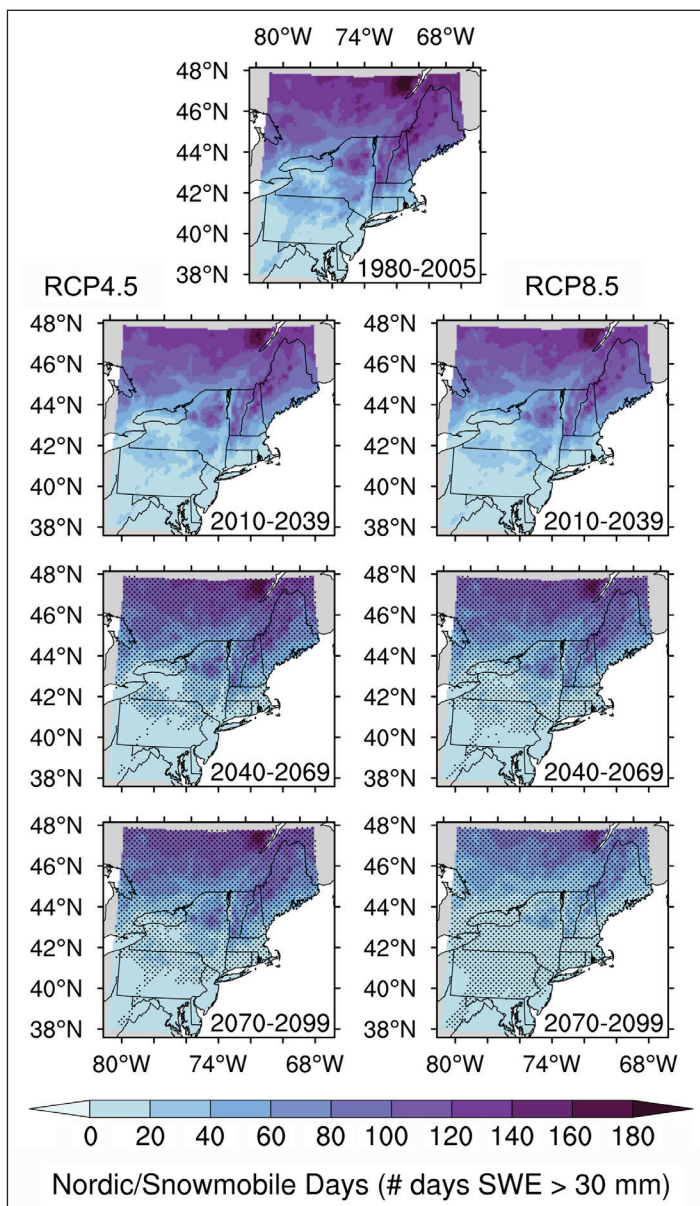 80°W 74°W 68°W
48°N
46°N
44°N
42°N
40°N
38°N
1980-2005
RCP4.5 RCP8.5
48°N 48°N
46°N 46°N
44°N 44°N
42°N 42°N
40°N 40°N
38°N 2010-2039 38°N 2010-2039
48°N 48°N
46°N 46°N
44°N 44°N
42°N 42°N
40°N 40°N
38°N 2040-2069 38°N 2040-2069
48°N 48°N
46°N 46°N
44°N 44°N
42°N 42°N
40°N 40°N
38°N 2070-2099 38°N 2070-2099
80°W 74°W 68°W 80°W 74°W 68°W
0 20 40 60 80 100 120 140 160 180
Nordic/Snowmobile Days (# days SWE > 30 mm)